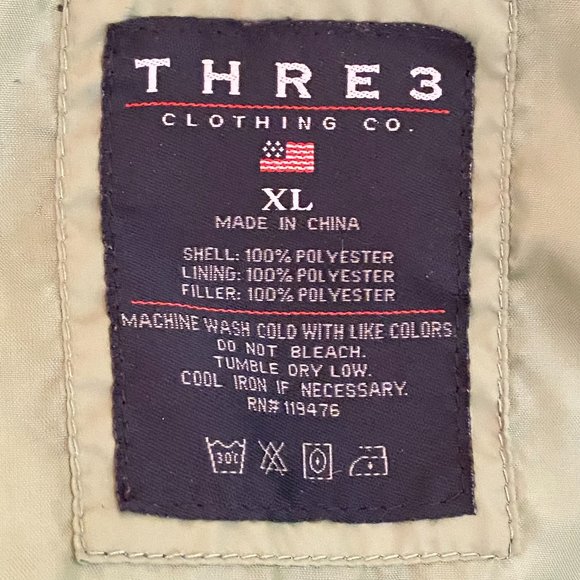 THRE3
CLOTHING CO.
XL
MADE IN CHINA
SHELL: 100% POLYESTER
LINING: 100% POLYESTER
FILLER: 100% POLYESTER
MACHINE WASH COLD WITH LIKE COLORS
DO NOT BLEACH.
TUMBLE DRY LOW.
COOL IRON IF NECESSARY.
RN# 119476
30C